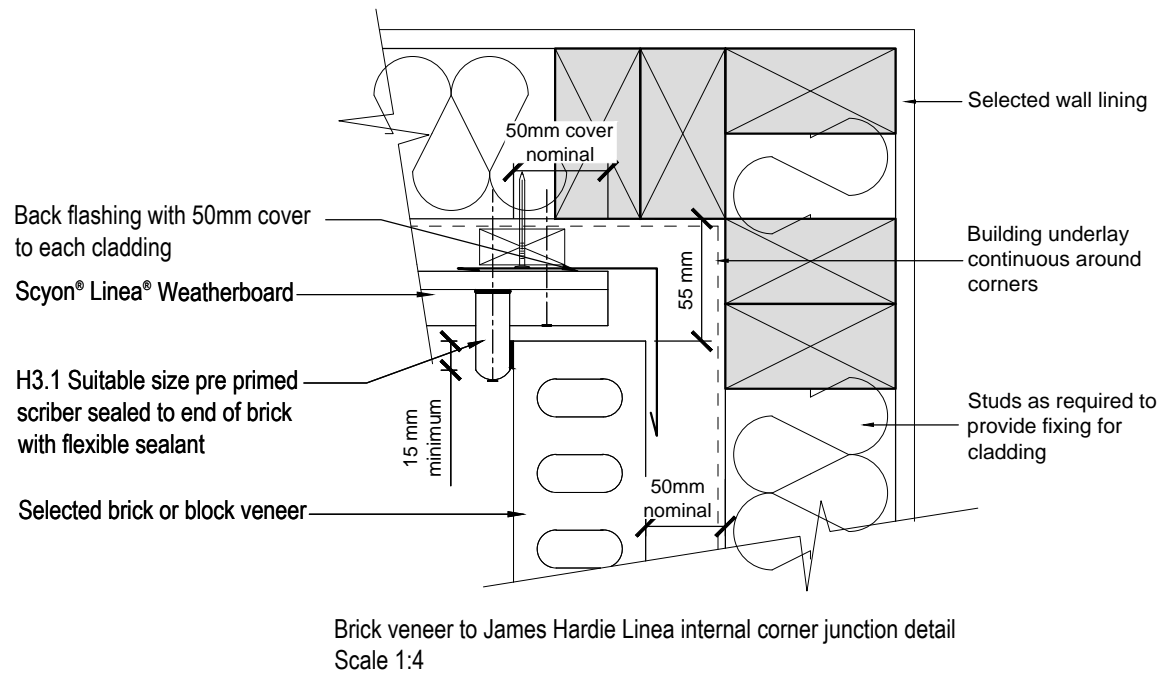 50mm cover
nominal
Selected wall lining
Back flashing with 50mm cover
to each cladding
Building underlay
continuous around
corners
Scyon® Linea® Weatherboard
55 mm
H3.1 Suitable size pre primed
scriber sealed to end of brick
with flexible sealant
15 mm
minimum
Studs as required to
provide fixing for
cladding
Selected brick or block veneer
50mm
nominal
Brick veneer to James Hardie Linea internal corner junction detail
Scale 1:4